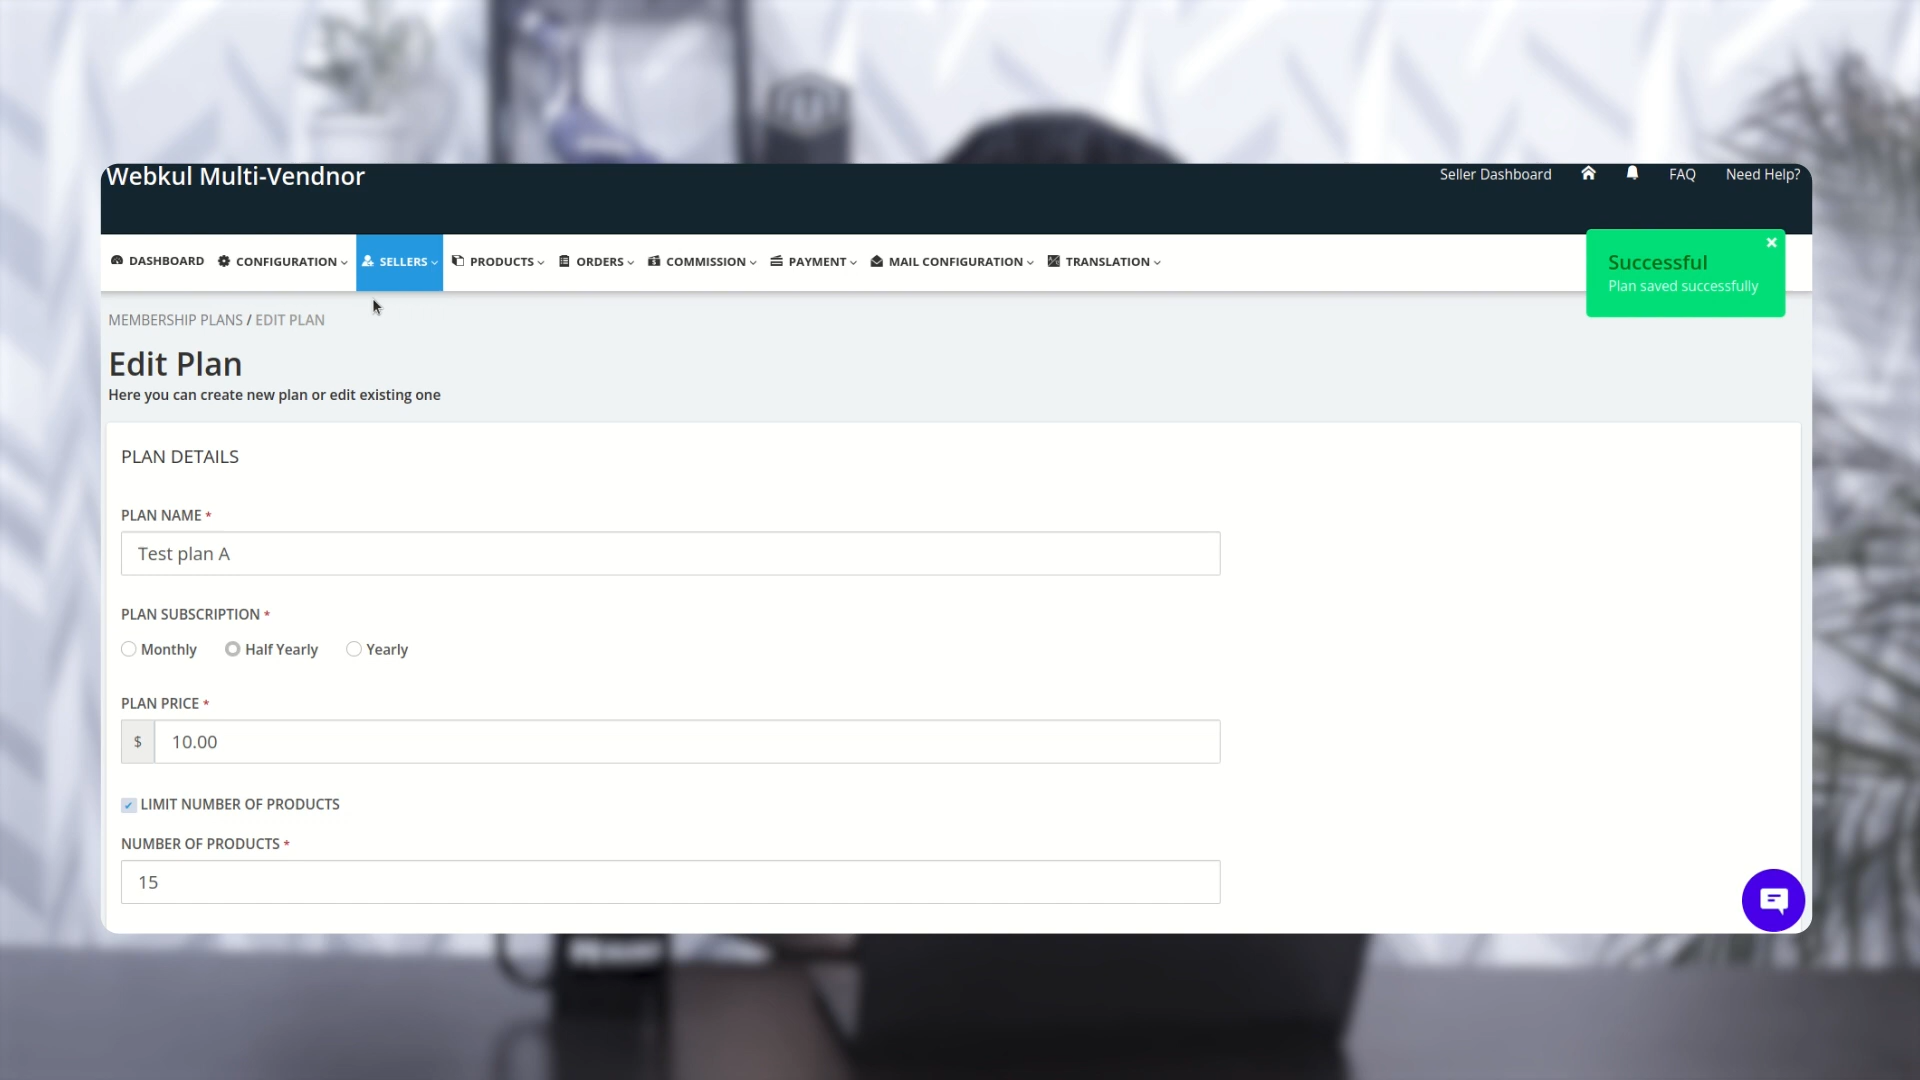 Webkul Multi-Vendnor
Seller Dashboard FAQ Need Help?
DASHBOARD CONFIGURATION SELLERS PRODUCTS ORDERS COMMISSION PAYMENT MAIL CONFIGURATION TRANSLATION
Successful
Plan saved successfully
MEMBERSHIP PLANS / EDIT PLAN
Edit Plan
Here you can create new plan or edit existing one
PLAN DETAILS
PLAN NAME *
Test plan A
PLAN SUBSCRIPTION *
Monthly Half Yearly Yearly
PLAN PRICE *
$ 10.00
LIMIT NUMBER OF PRODUCTS
NUMBER OF PRODUCTS *
15